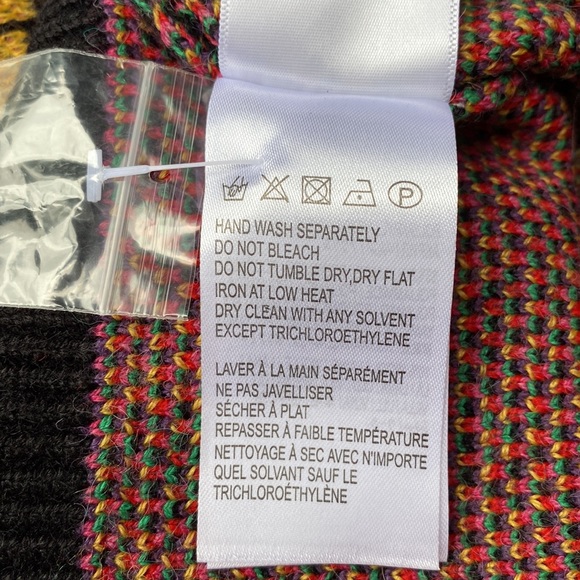 P
HAND WASH SEPARATELY
DO NOT BLEACH
DO NOT TUMBLE DRY,DRY FLAT
IRON AT LOW HEAT
DRY CLEAN WITH ANY SOLVENT
EXCEPT TRICHLOROETHYLENE
LAVER À LA MAIN SÉPARÉMENT
NE PAS JAVELLISER
SÉCHER À PLAT
REPASSER À FAIBLE TEMPÉRATURE
NETTOYAGE À SEC AVEC N'IMPORTE
QUEL SOLVANT SAUF LE
TRICHLOROÉTHYLÈNE